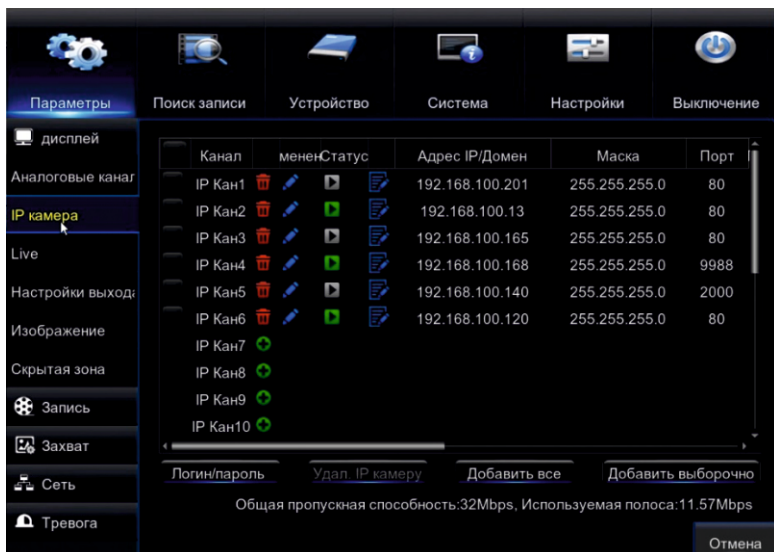 Параметры Поиск записи Устройство Система Настройки Выключение
дисплей
Аналоговые канал
IP камера
Live
Настройки выхода
Изображение
Скрытая зона
Запись
Захват
Сеть
Тревога
Канал менен Статус Адрес IP/Домен Маска Порт
IP Кан1 192.168.100.201 255.255.255.0 80
IP Кан2 192.168.100.13 255.255.255.0 80
IP Кан3 192.168.100.165 255.255.255.0 80
IP Кан4 192.168.100.168 255.255.255.0 9988
IP Кан5 192.168.100.140 255.255.255.0 2000
IP Кан6 192.168.100.120 255.255.255.0 80
IP Кан7
IP Кан8
IP Кан9
IP Кан10
Логин/пароль Удал. IP камеру Добавить все Добавить выборочно
Общая пропускная способность:32Mbps, Используемая полоса:11.57Mbps
Отмена